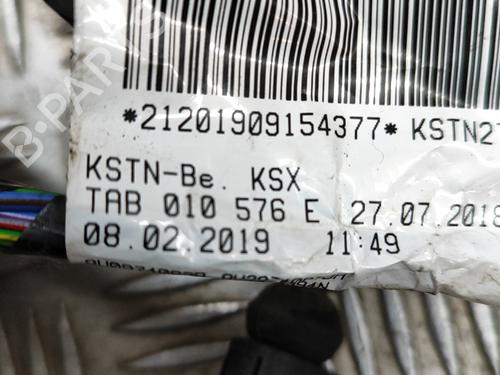 *21201909154377* KSTN2
KSTN-Be. KSX
TAB 010 576 E 27.07.2018
08.02.2019 11:49